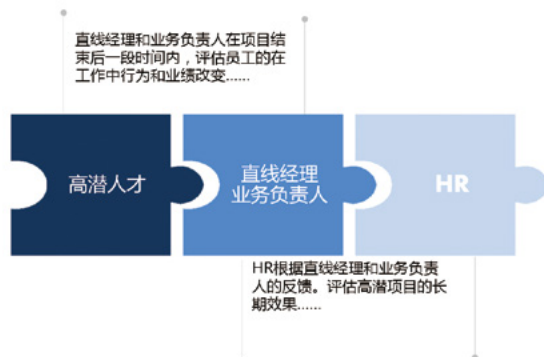 直线经理和业务负责人在项目结
束后一段时间内，评估员工的在
工作中行为和业绩改变……
高潜人才
直线经理
业务负责人
HR
HR根据直线经理和业务负责
人的反馈。评估高潜项目的长
期效果……